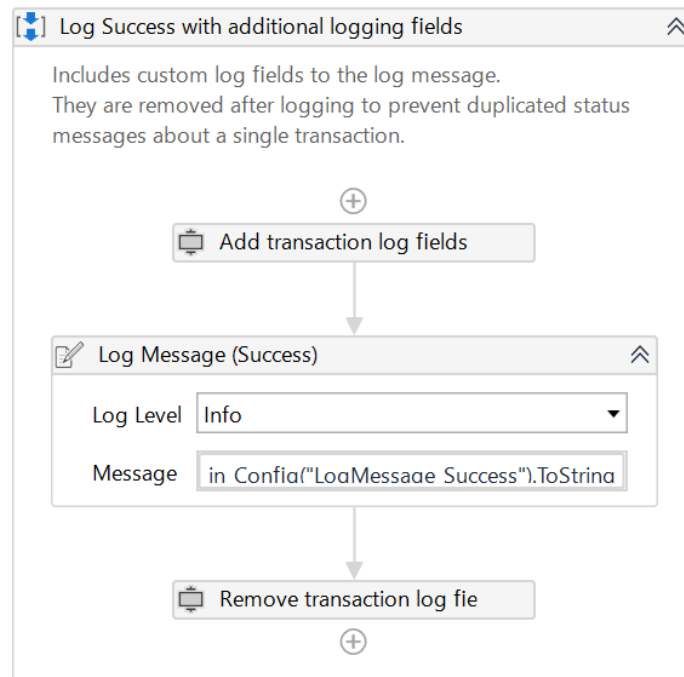 Log Success with additional logging fields
Includes custom log fields to the log message.
They are removed after logging to prevent duplicated status
messages about a single transaction.
Add transaction log fields
Log Message (Success)
Log Level Info
Message in_Config("LogMessage_Success").ToString
Remove transaction log fie